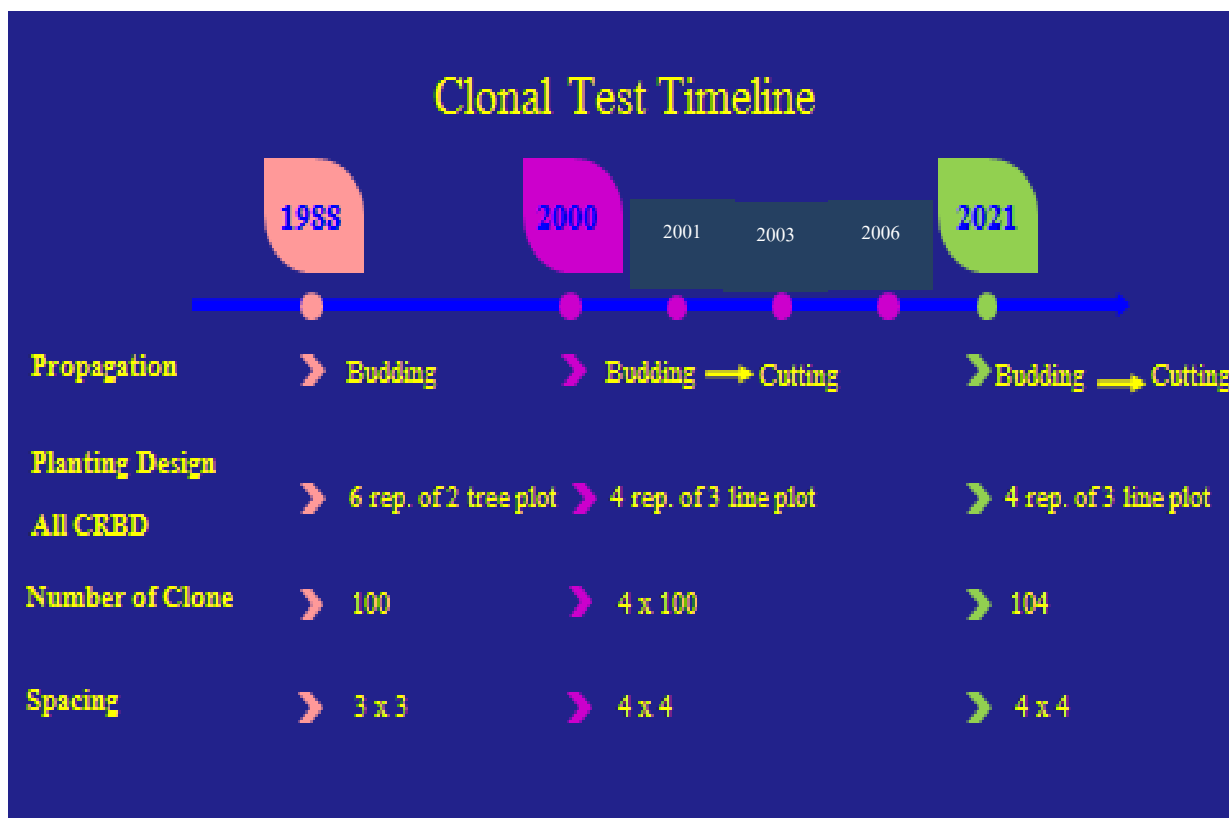 Clonal Test Timeline
1988 2000 2001 2003 2006 2021
Propagation Budding Budding Cutting Budding Cutting
Planting Design
All CRBD 6 rep. of 2 tree plot 4 rep. of 3 line plot 4 rep. of 3 line plot
Number of Clone 100 4 x 100 104
Spacing 3 x 3 4 x 4 4 x 4